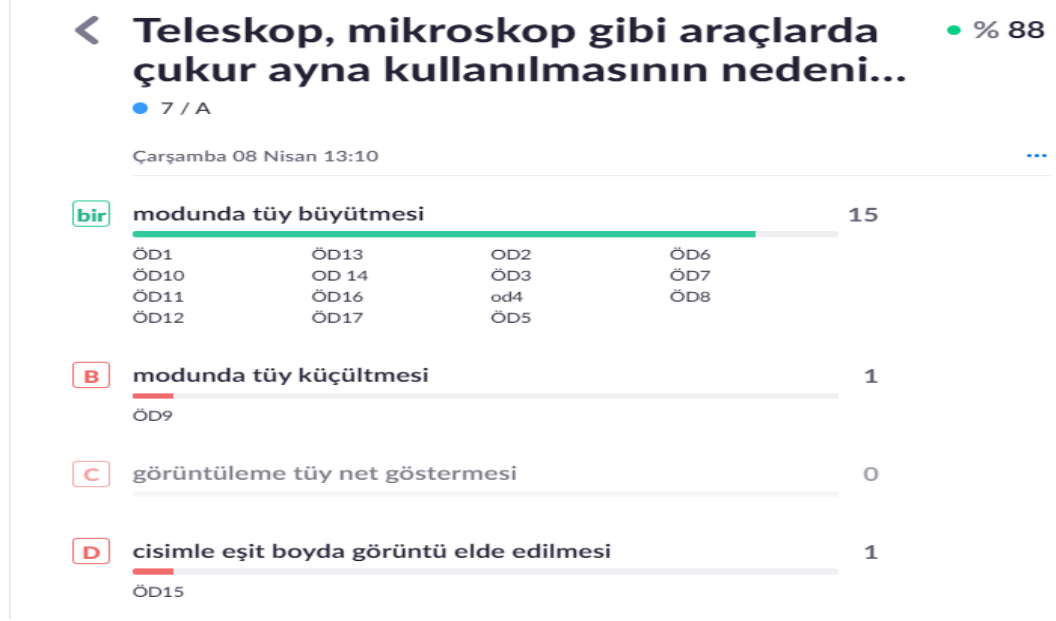 Teleskop, mikroskop gibi araçlarda
çukur ayna kullanılmasının nedeni...
% 88
7 / A
Çarşamba 08 Nisan 13:10
...
bir modunda tüy büyütmesi 15
ÖD1 ÖD13 OD2 ÖD6
ÖD10 OD 14 ÖD3 ÖD7
ÖD11 ÖD16 od4 ÖD8
ÖD12 ÖD17 ÖD5
B modunda tüy küçültmesi 1
ÖD9
C görüntüleme tüy net göstermesi 0
D cisimle eşit boyda görüntü elde edilmesi 1
ÖD15